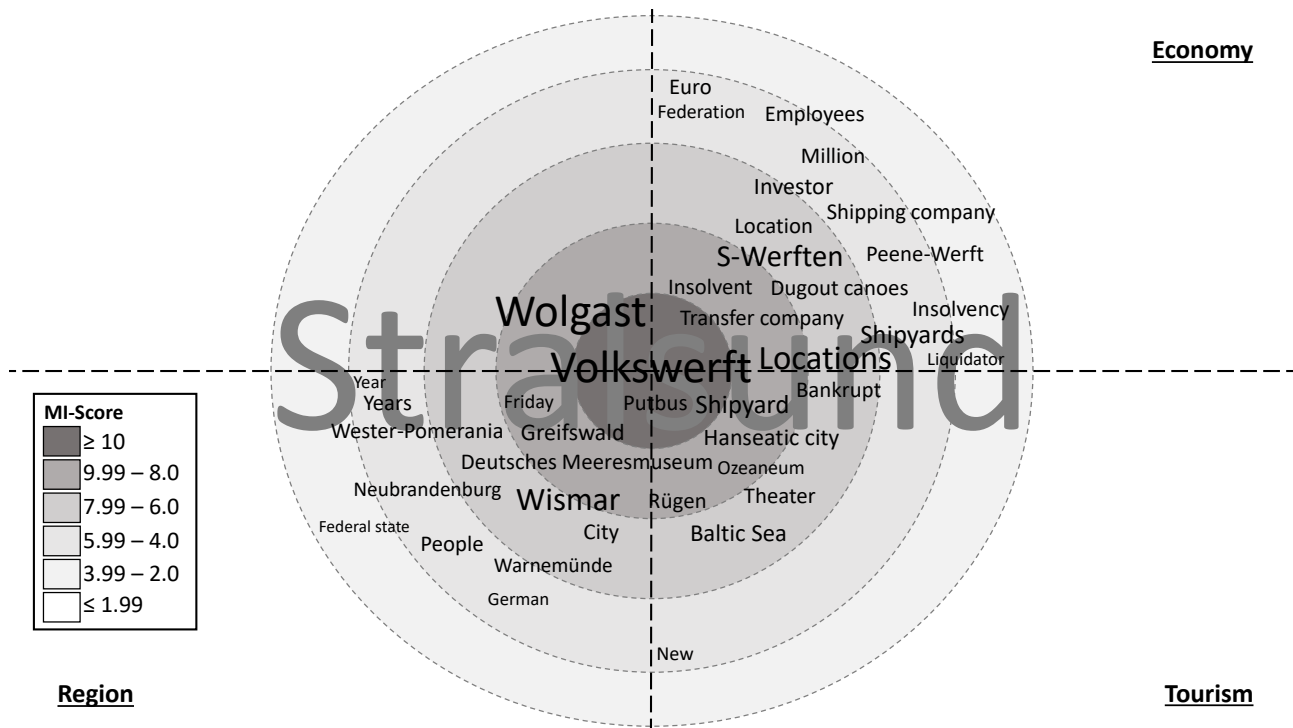 Economy
Euro
Federation
Employees
Million
Investor
Shipping company
Location
S-Werften
Peene-Werft
Insolvent
Dugout canoes
Wolgast
Insolvency
Transfer company
Shipyards
Stralsund
Volkswerft
Locations
Liquidator
Year
Bankrupt
Years
Friday
Putbus
Shipyard
Wester-Pomerania
Greifswald
Hanseatic city
Deutsches Meeresmuseum
Ozeaneum
Neubrandenburg
Wismar
Rügen
Theater
Federal state
City
Baltic Sea
People
Warnemünde
German
New
MI-Score
≥ 10
9.99 – 8.0
7.99 – 6.0
5.99 – 4.0
3.99 – 2.0
≤ 1.99
Region
Tourism